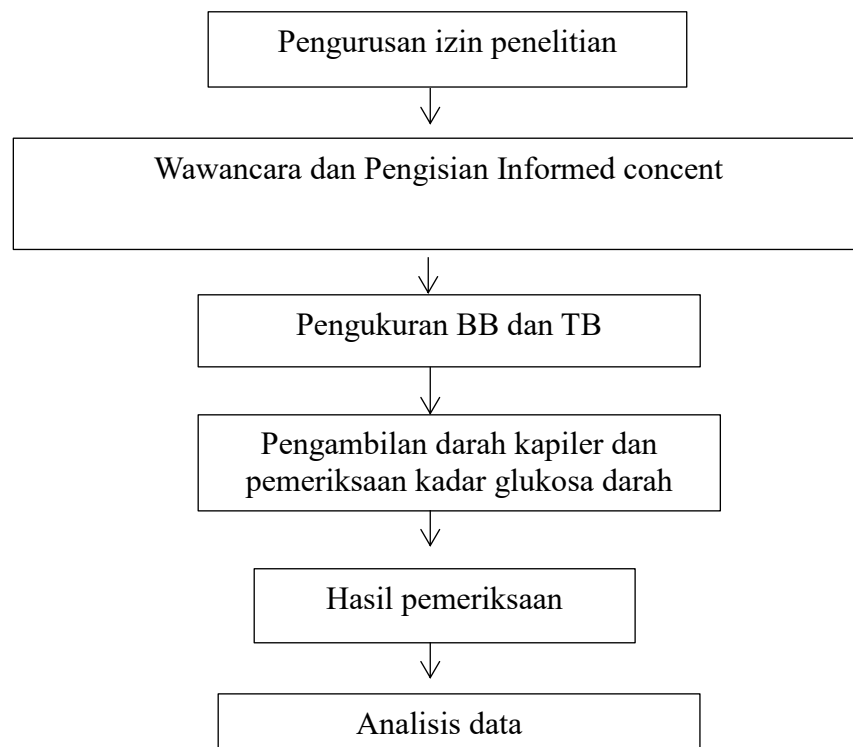 Pengurusan izin penelitian
Wawancara dan Pengisian Informed concent
Pengukuran BB dan TB
Pengambilan darah kapiler dan
pemeriksaan kadar glukosa darah
Hasil pemeriksaan
Analisis data